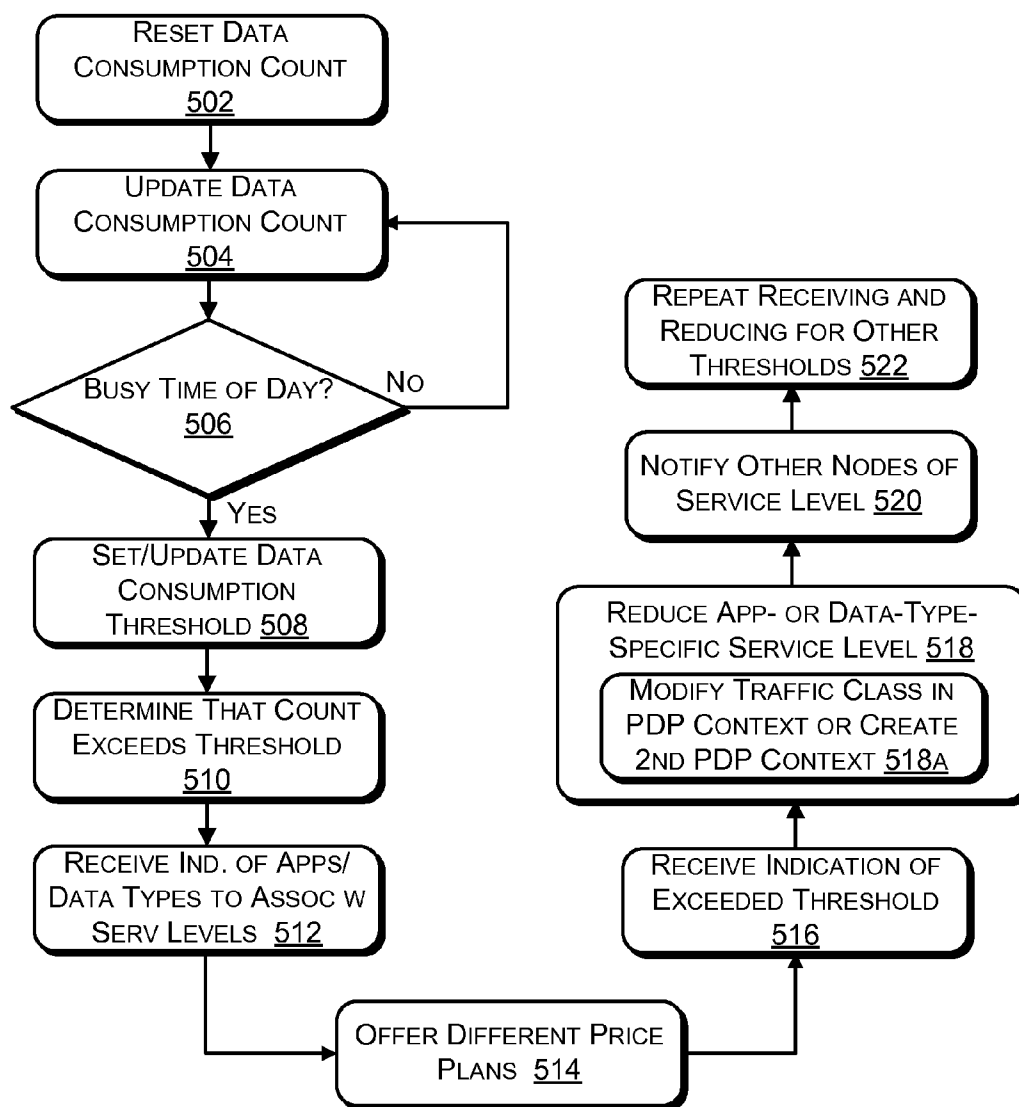 RESET DATA
CONSUMPTION COUNT
502
UPDATE DATA
CONSUMPTION COUNT
504
BUSY TIME OF DAY?
506
NO
YES
SET/UPDATE DATA
CONSUMPTION
THRESHOLD 508
DETERMINE THAT COUNT
EXCEEDS THRESHOLD
510
RECEIVE IND. OF APPS/
DATA TYPES TO ASSOC W
SERV LEVELS 512
OFFER DIFFERENT PRICE
PLANS 514
RECEIVE INDICATION OF
EXCEEDED THRESHOLD
516
REDUCE APP- OR DATA-TYPE-
SPECIFIC SERVICE LEVEL 518
MODIFY TRAFFIC CLASS IN
PDP CONTEXT OR CREATE
2ND PDP CONTEXT 518A
NOTIFY OTHER NODES OF
SERVICE LEVEL 520
REPEAT RECEIVING AND
REDUCING FOR OTHER
THRESHOLDS 522